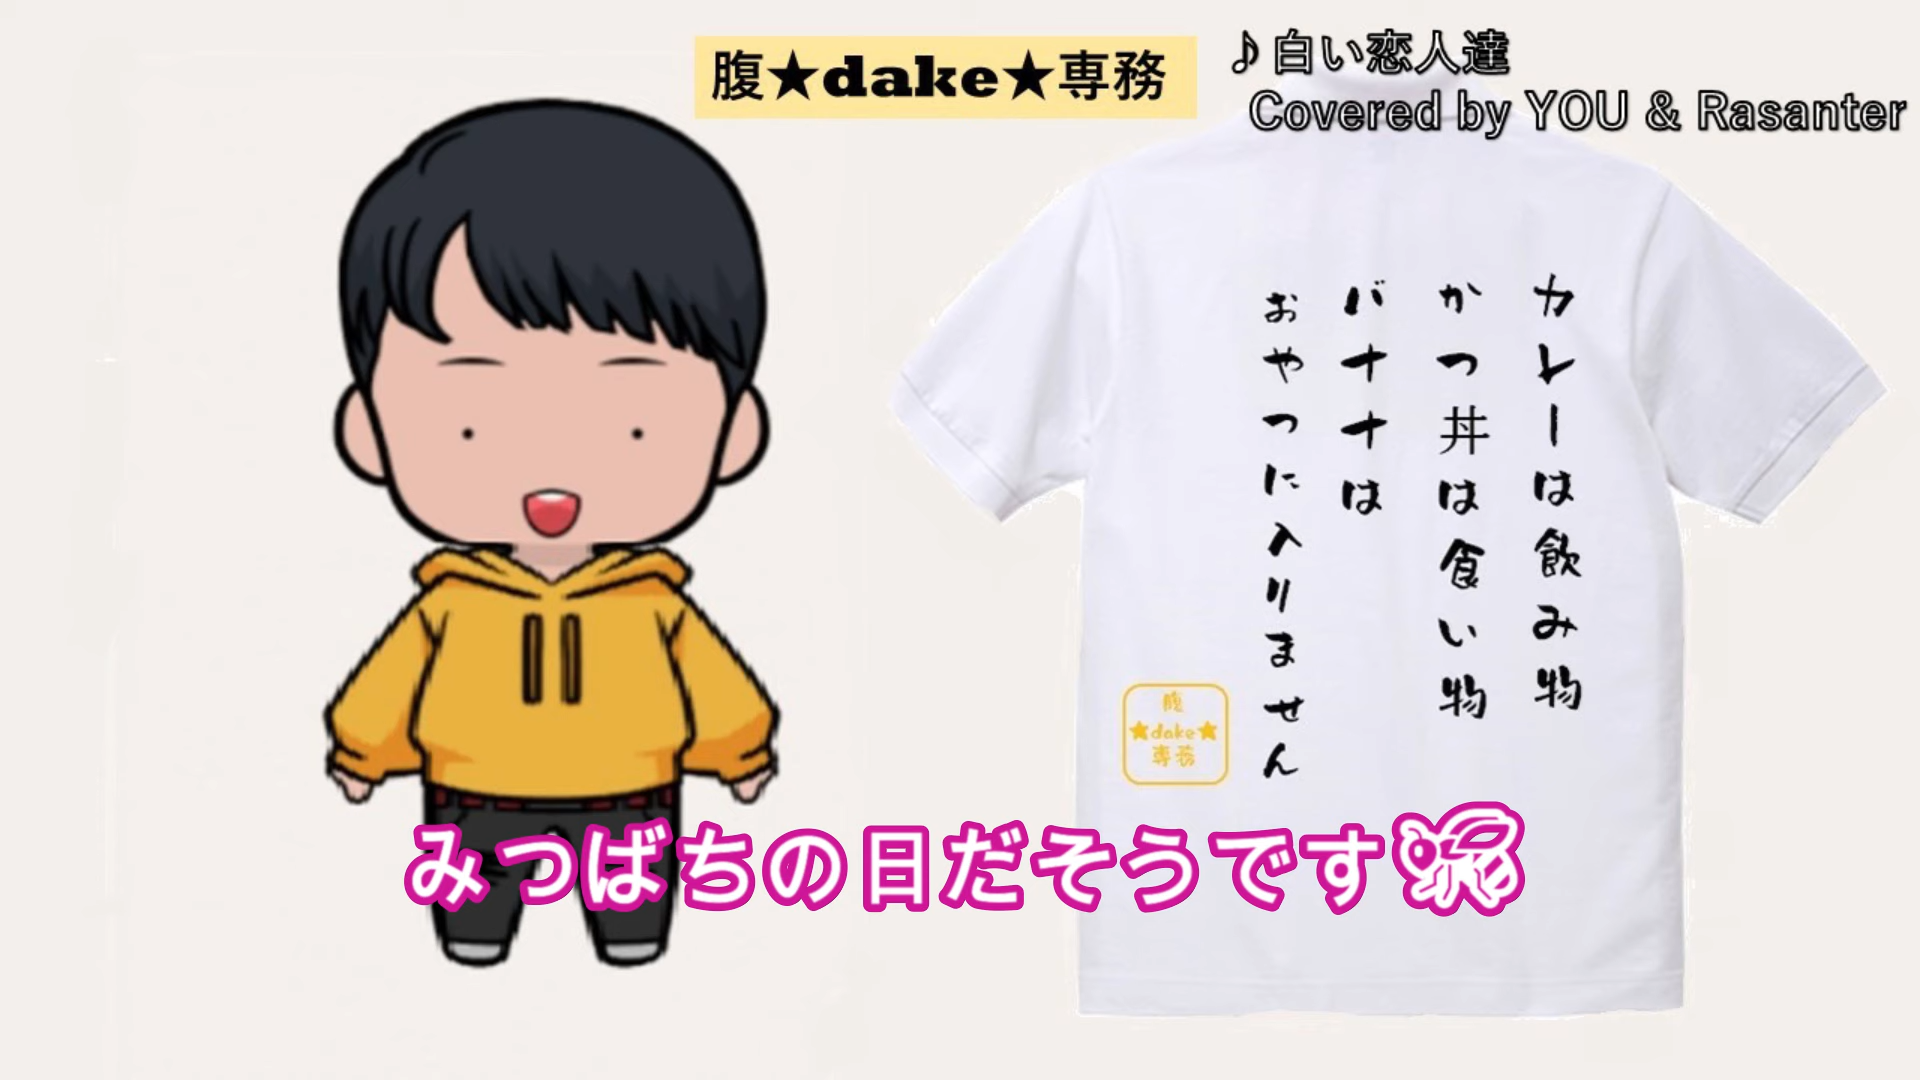 腹★dake★専務
♪白い恋人達
Covered by YOU & Rasanter
カレーは飲み物
かつ丼は食い物
バナナは
おやつに入りません
腹
★dake★
専務
みつばちの日だそうです🐝